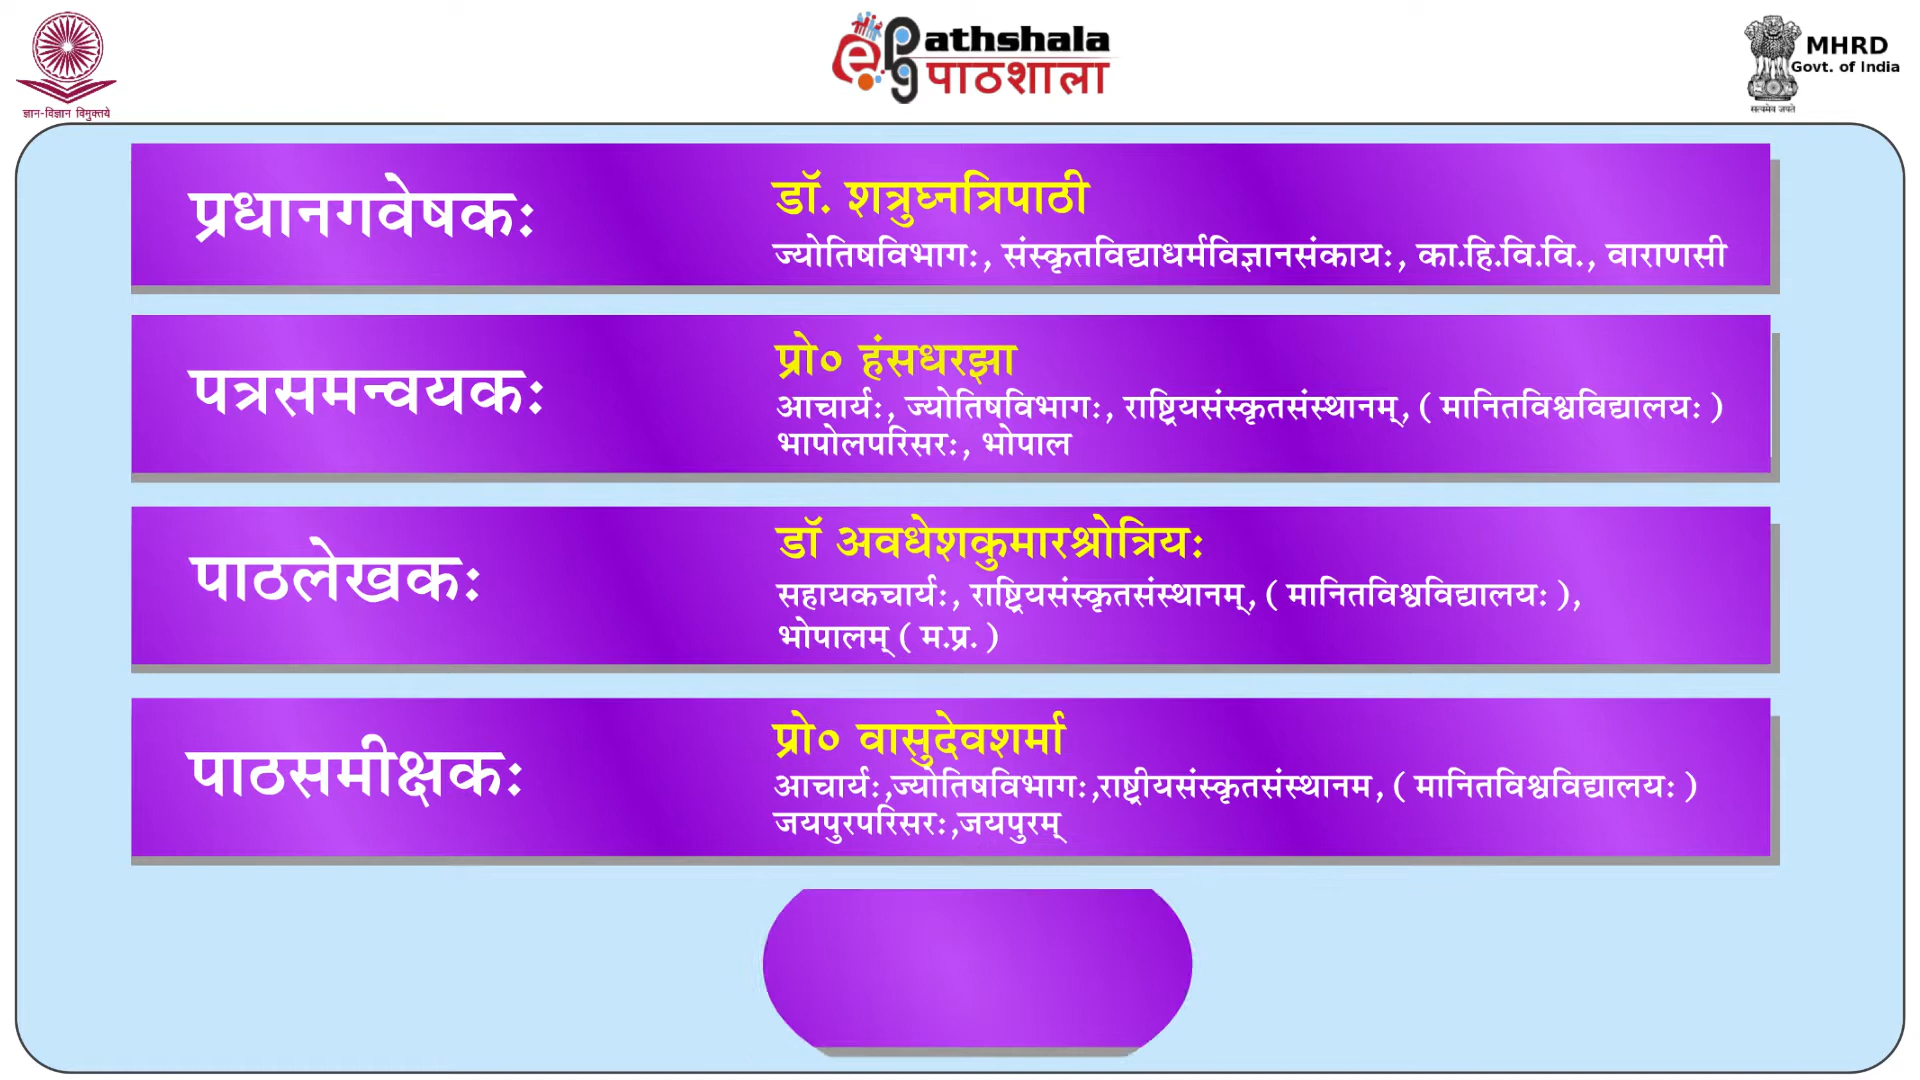 ज्ञान-विज्ञान विमुक्तये
Pathshala
पाठशाला
MHRD
Govt. of India
सत्यमेव जयते
प्रधानगवेषकः
डॉ. शत्रुघ्नत्रिपाठी
ज्योतिषविभागः, संस्कृतविद्याधर्मविज्ञानसंकायः, का.हि.वि.वि., वाराणसी
पत्रसमन्वयकः
प्रो० हंसधरझा
आचार्यः, ज्योतिषविभागः, राष्ट्रियसंस्कृतसंस्थानम्, ( मानितविश्वविद्यालयः )
भापोलपरिसरः, भोपाल
पाठलेखकः
डॉ अवधेशकुमारश्रोत्रियः
सहायकचार्यः, राष्ट्रियसंस्कृतसंस्थानम्, ( मानितविश्वविद्यालयः ),
भोपालम् ( म.प्र. )
पाठसमीक्षकः
प्रो० वासुदेवशर्मा
आचार्यः,ज्योतिषविभागः,राष्ट्रीयसंस्कृतसंस्थानम, ( मानितविश्वविद्यालयः )
जयपुरपरिसरः,जयपुरम्